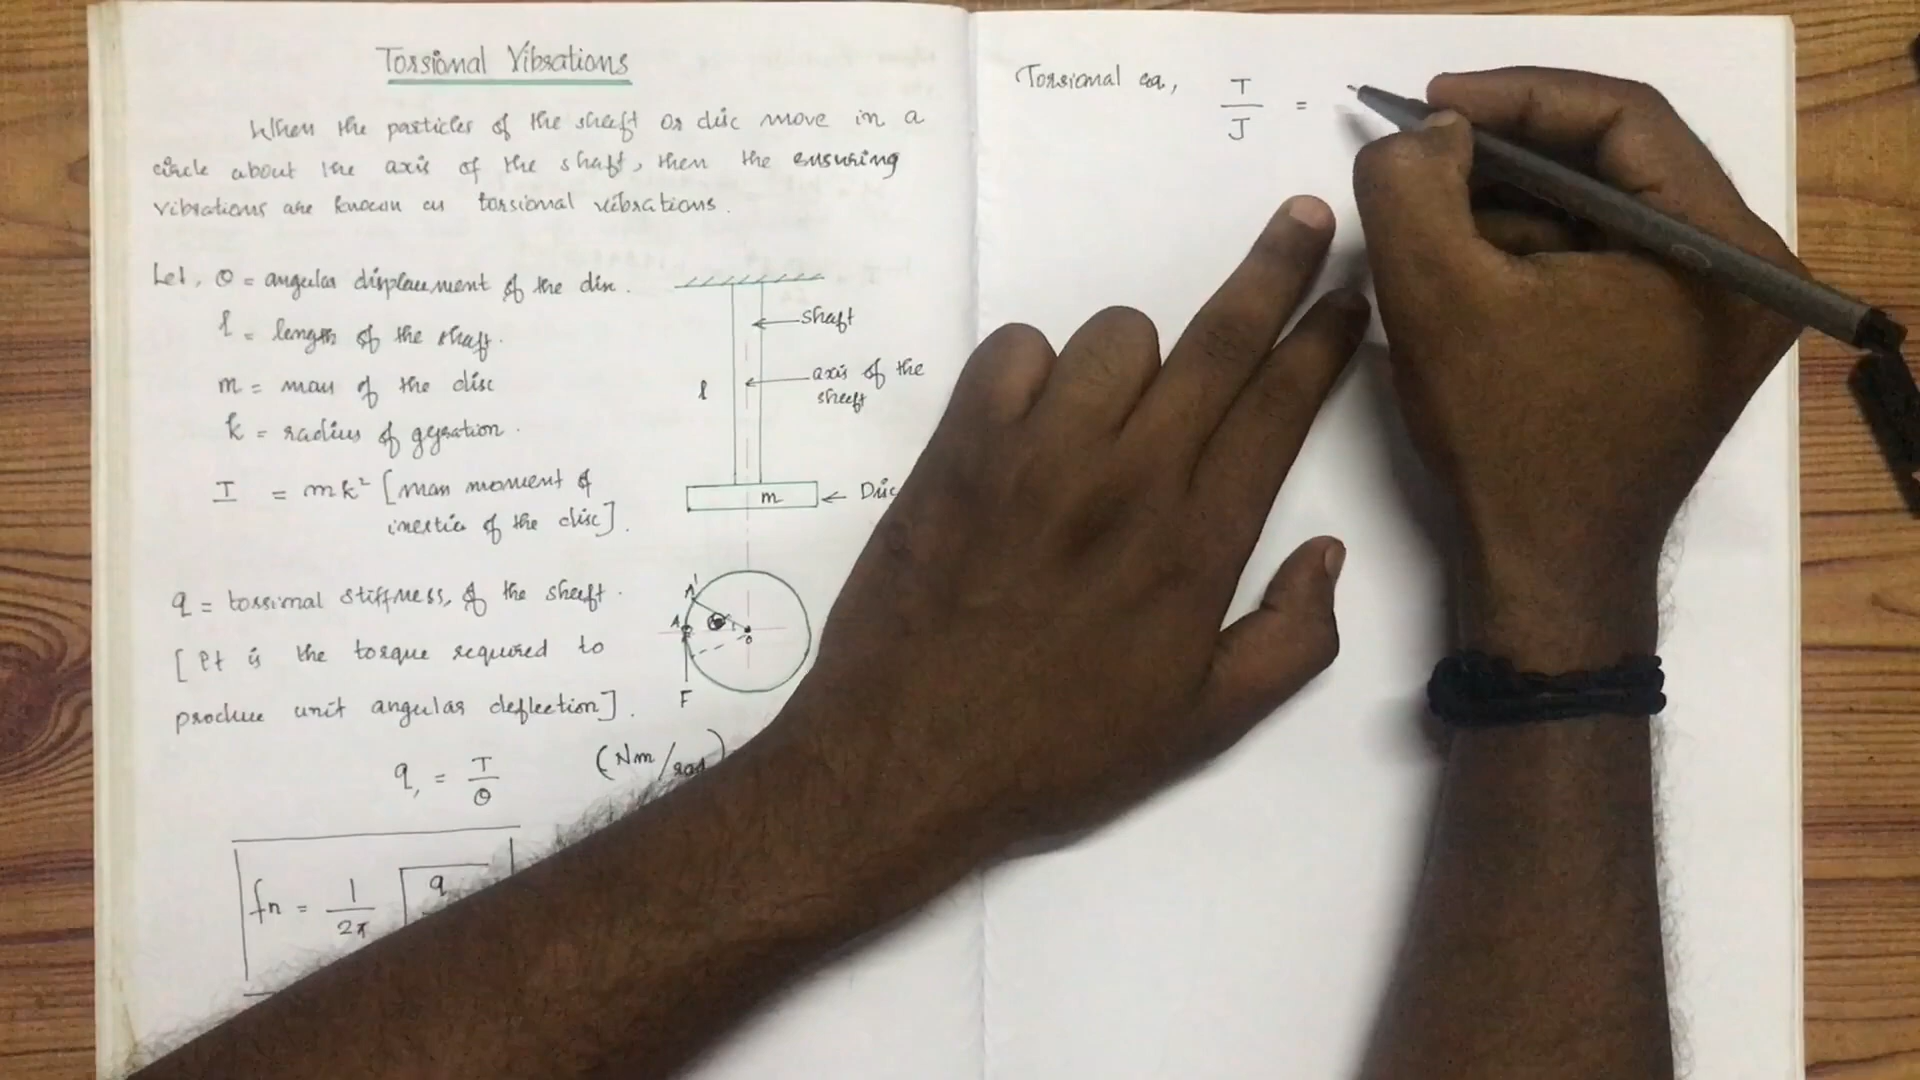 Torsional Vibrations
When the particles of the shaft or disc move in a
circle about the axis of the shaft, then the ensuring
vibrations are known as torsional vibrations.
Let, θ = angular displacement of the disc.
l = length of the shaft.
m = mass of the disc
k = radius of gyration.
I = mk² [mass moment of
inertia of the disc].
q = torsional stiffness, of the shaft.
[It is the torque required to
produce unit angular deflection].
q = T/θ (Nm/rad)
fn = 1/2π √q
shaft
axis of the
shaft
l
m
Disc
A'
A
θ
o
F
Torsional eq, T/J =